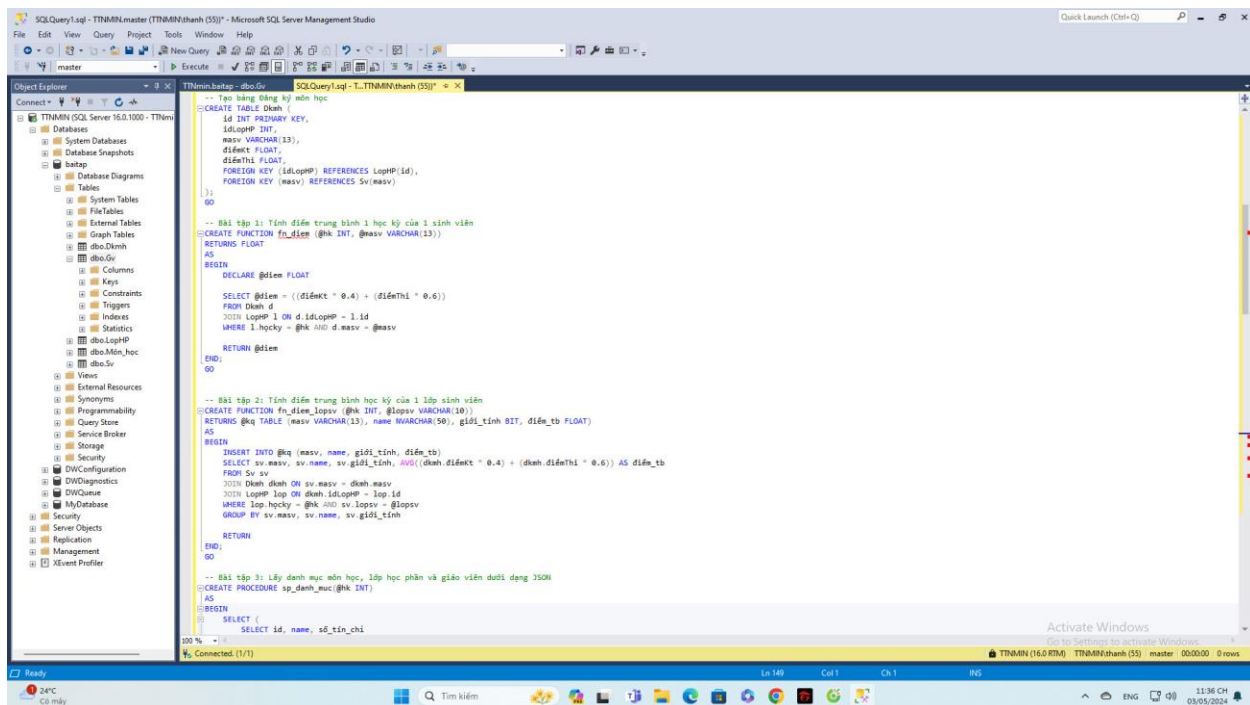 SQLQuery1.sql - TTNMIN.master (TTNMIN\thanh (55))* - Microsoft SQL Server Management Studio
Quick Launch (Ctrl+Q)
File Edit View Query Project Tools Window Help
New Query
master
Execute
Object Explorer
TTNmin.baitap - dbo.Gv
SQLQuery1.sql - T...TTNMIN\thanh (55))*
Connect
TTNMIN (SQL Server 16.0.1000 - TTNmi
Databases
System Databases
Database Snapshots
baitap
Database Diagrams
Tables
System Tables
FileTables
External Tables
Graph Tables
dbo.Dkmh
dbo.Gv
Columns
Keys
Constraints
Triggers
Indexes
Statistics
dbo.LopHP
dbo.Món_học
dbo.Sv
Views
External Resources
Synonyms
Programmability
Query Store
Service Broker
Storage
Security
DWConfiguration
DWDiagnostics
DWQueue
MyDatabase
Security
Server Objects
Replication
Management
XEvent Profiler
-- Tạo bảng Đăng ký môn học
CREATE TABLE Dkmh (
id INT PRIMARY KEY,
idLopHP INT,
masv VARCHAR(13),
điểmKt FLOAT,
điểmThi FLOAT,
FOREIGN KEY (idLopHP) REFERENCES LopHP(id),
FOREIGN KEY (masv) REFERENCES Sv(masv)
);
GO
-- Bài tập 1: Tính điểm trung bình 1 học kỳ của 1 sinh viên
CREATE FUNCTION fn_diem (@hk INT, @masv VARCHAR(13))
RETURNS FLOAT
AS
BEGIN
DECLARE @diem FLOAT
SELECT @diem = ((điểmKt * 0.4) + (điểmThi * 0.6))
FROM Dkmh d
JOIN LopHP l ON d.idLopHP = l.id
WHERE l.họcky = @hk AND d.masv = @masv
RETURN @diem
END;
GO
-- Bài tập 2: Tính điểm trung bình học kỳ của 1 lớp sinh viên
CREATE FUNCTION fn_diem_lopsv (@hk INT, @lopsv VARCHAR(10))
RETURNS @kq TABLE (masv VARCHAR(13), name NVARCHAR(50), giới_tính BIT, điểm_tb FLOAT)
AS
BEGIN
INSERT INTO @kq (masv, name, giới_tính, điểm_tb)
SELECT sv.masv, sv.name, sv.giới_tính, AVG((dkmh.điểmKt * 0.4) + (dkmh.điểmThi * 0.6)) AS điểm_tb
FROM Sv sv
JOIN Dkmh dkmh ON sv.masv = dkmh.masv
JOIN LopHP lop ON dkmh.idLopHP = lop.id
WHERE lop.họcky = @hk AND sv.lopsv = @lopsv
GROUP BY sv.masv, sv.name, sv.giới_tính
RETURN
END;
GO
-- Bài tập 3: Lấy danh mục môn học, lớp học phần và giáo viên dưới dạng JSON
CREATE PROCEDURE sp_danh_muc(@hk INT)
AS
BEGIN
SELECT (
SELECT id, name, số_tín_chỉ
Activate Windows
Go to Settings to activate Windows.
100 %
Connected. (1/1)
TTNMIN (16.0 RTM) TTNMIN\thanh (55) master 00:00:00 0 rows
Ready
Ln 149 Col 1 Ch 1 INS
1
24°C
Có mây
Tìm kiếm
ENG
11:36 CH
03/05/2024